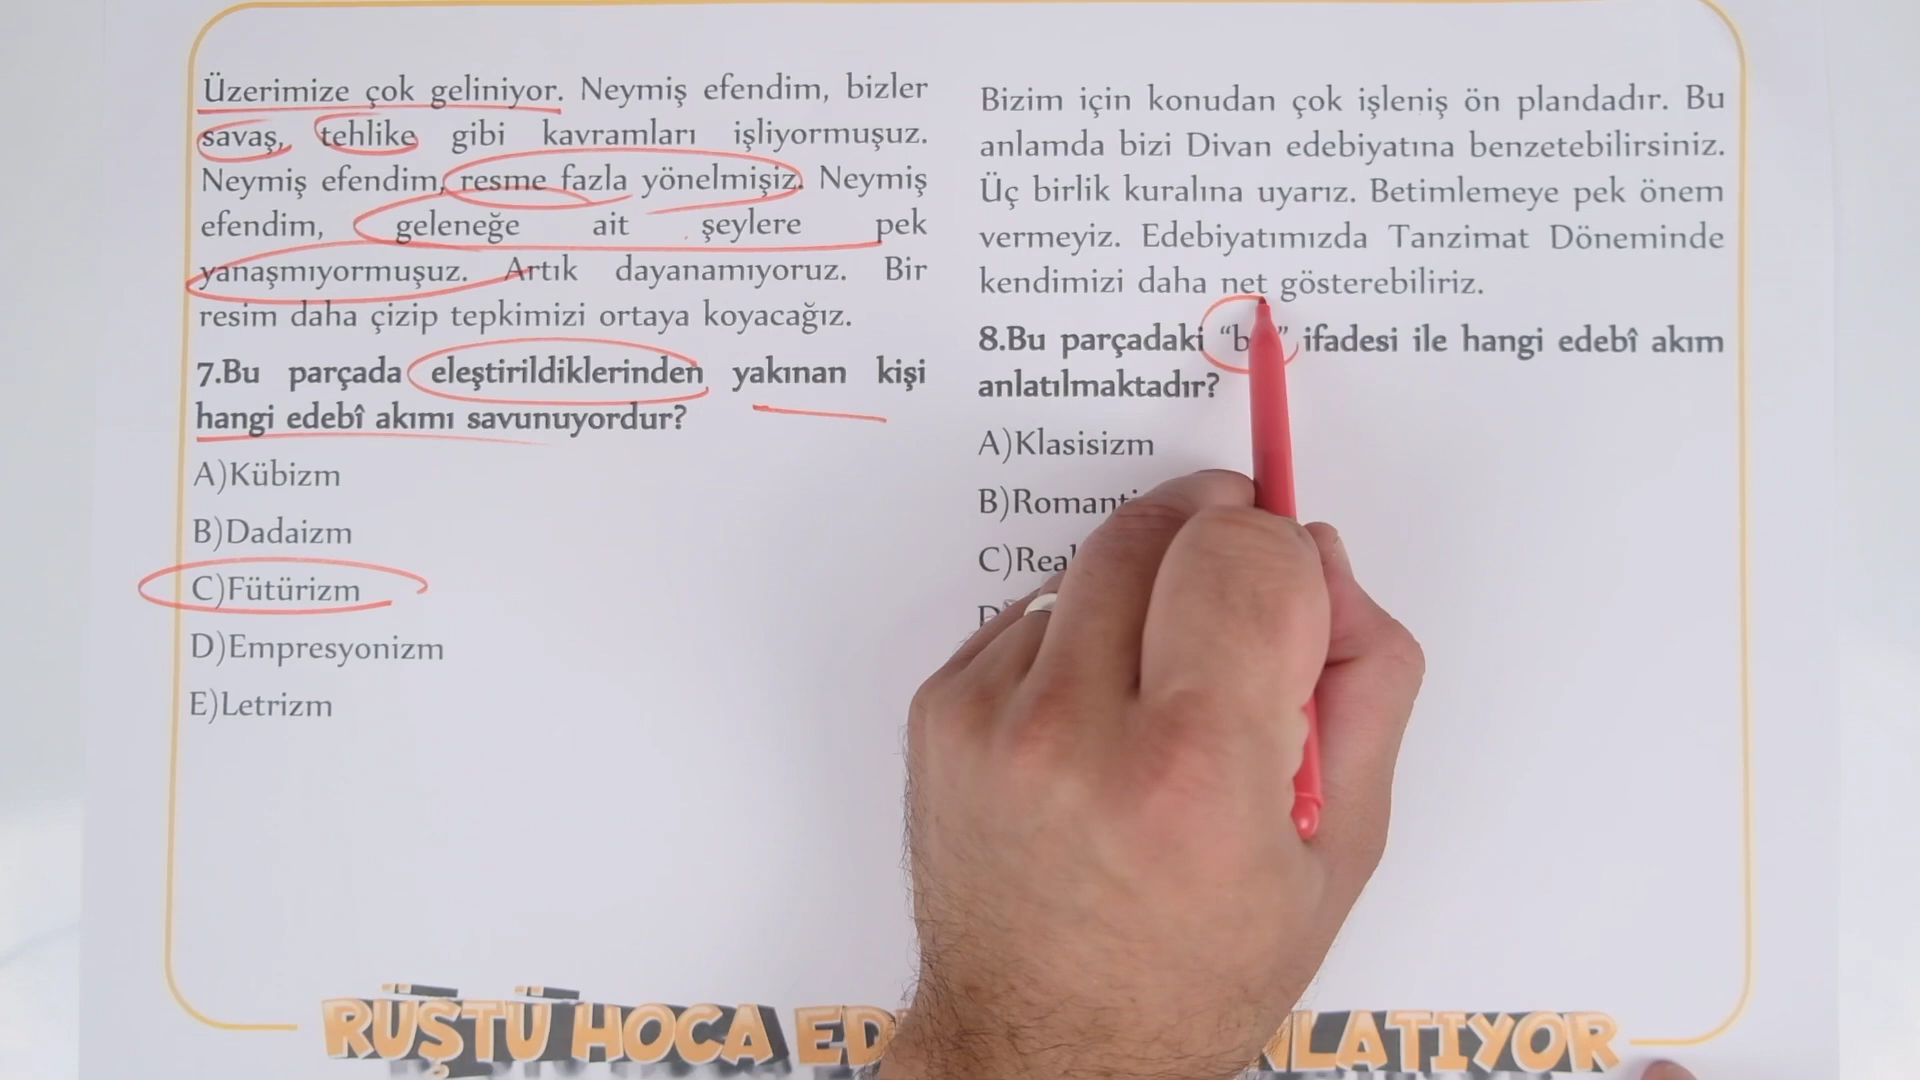 Üzerimize çok geliniyor. Neymiş efendim, bizler
savaş, tehlike gibi kavramları işliyormuşuz.
Neymiş efendim, resme fazla yönelmişiz. Neymiş
efendim, geleneğe ait şeylere pek
yanaşmıyormuşuz. Artık dayanamıyoruz. Bir
resim daha çizip tepkimizi ortaya koyacağız.
7.Bu parçada eleştirildiklerinden yakınan kişi
hangi edebî akımı savunuyordur?
A)Kübizm
B)Dadaizm
C)Fütürizm
D)Empresyonizm
E)Letrizm
Bizim için konudan çok işleniş ön plandadır. Bu
anlamda bizi Divan edebiyatına benzetebilirsiniz.
Üç birlik kuralına uyarız. Betimlemeye pek önem
vermeyiz. Edebiyatımızda Tanzimat Döneminde
kendimizi daha net gösterebiliriz.
8.Bu parçadaki ifadesi ile hangi edebî akım
anlatılmaktadır?
A)Klasisizm
B)
C)
RÜŞTÜ HOCA